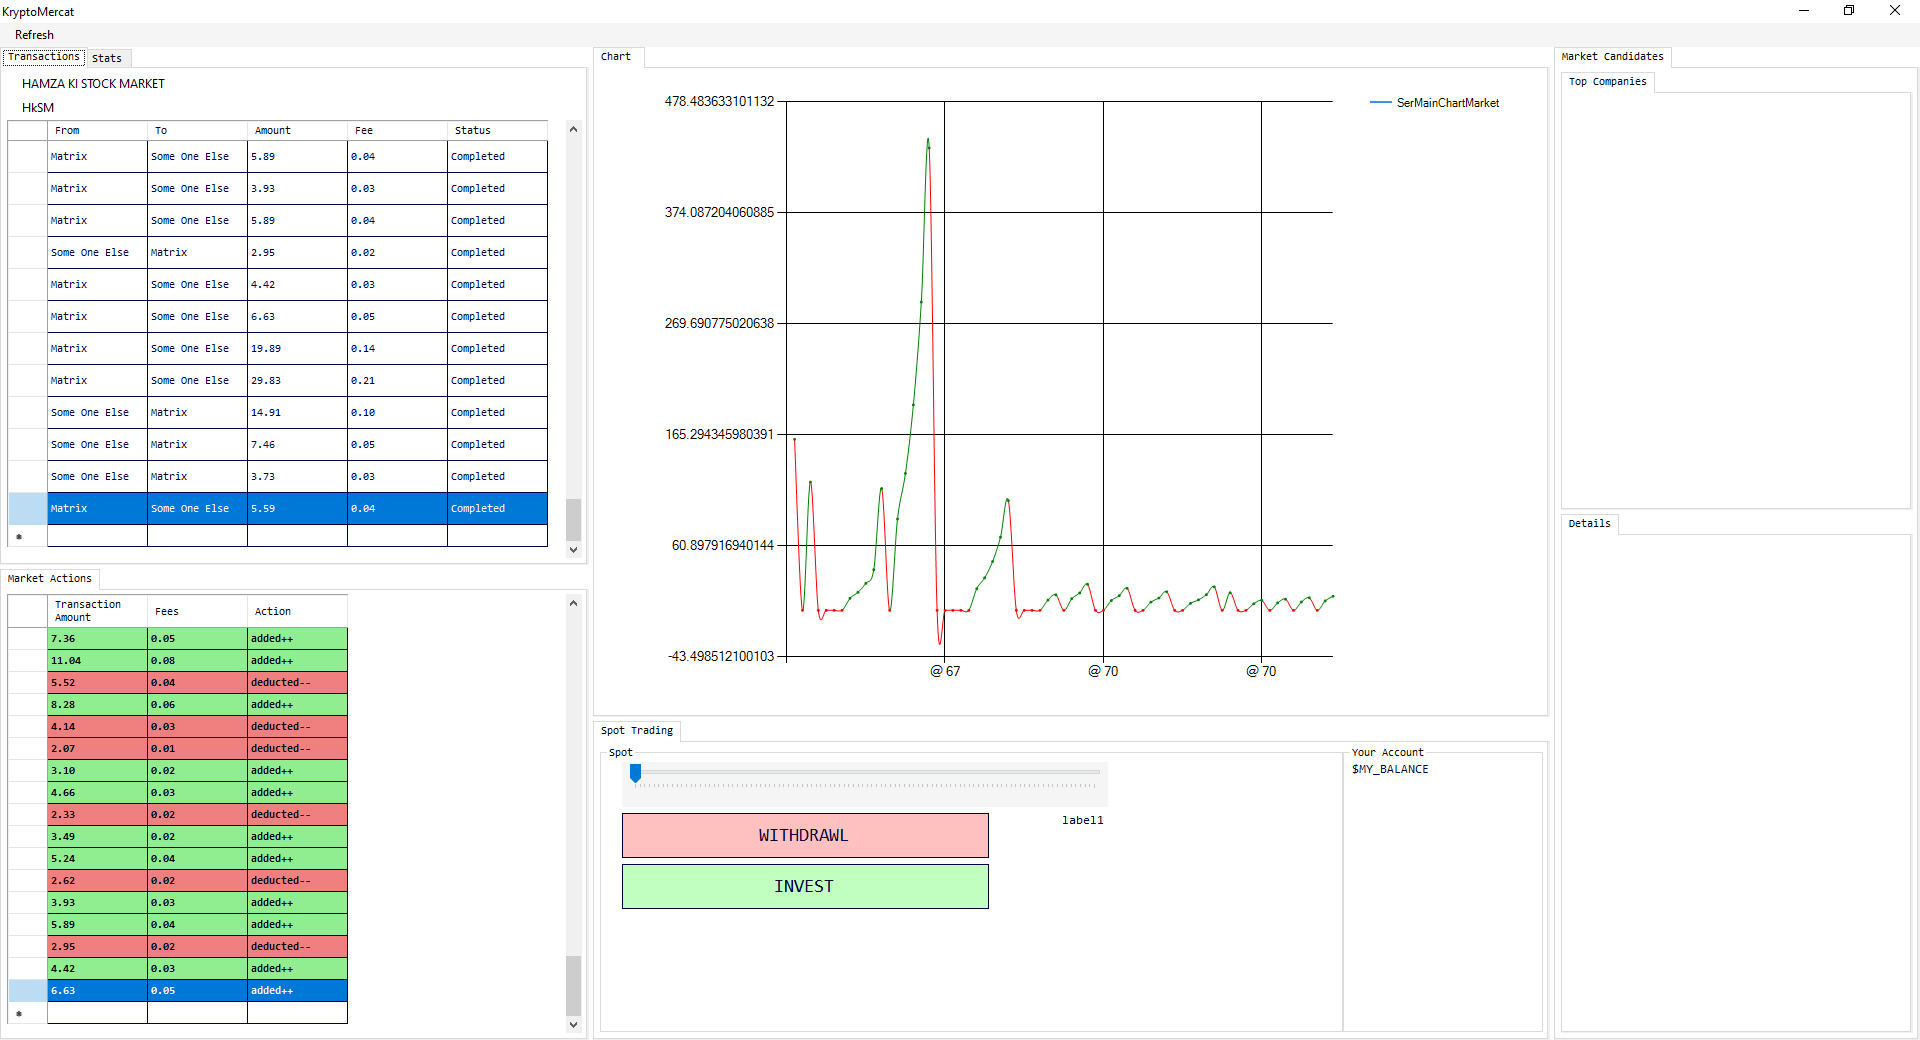 KryptoMercat
Refresh
Transactions Stats
HAMZA KI STOCK MARKET
HkSM
From To Amount Fee Status
Matrix Some One Else 5.89 0.04 Completed
Matrix Some One Else 3.93 0.03 Completed
Matrix Some One Else 5.89 0.04 Completed
Some One Else Matrix 2.95 0.02 Completed
Matrix Some One Else 4.42 0.03 Completed
Matrix Some One Else 6.63 0.05 Completed
Matrix Some One Else 19.89 0.14 Completed
Matrix Some One Else 29.83 0.21 Completed
Some One Else Matrix 14.91 0.10 Completed
Some One Else Matrix 7.46 0.05 Completed
Some One Else Matrix 3.73 0.03 Completed
Matrix Some One Else 5.59 0.04 Completed
Market Actions
Transaction
Amount
Fees Action
7.36 0.05 added++
11.04 0.08 added++
5.52 0.04 deducted--
8.28 0.06 added++
4.14 0.03 deducted--
2.07 0.01 deducted--
3.10 0.02 added++
4.66 0.03 added++
2.33 0.02 deducted--
3.49 0.02 added++
5.24 0.04 added++
2.62 0.02 deducted--
3.93 0.03 added++
5.89 0.04 added++
2.95 0.02 deducted--
4.42 0.03 added++
6.63 0.05 added++
Chart
478.483633101132
374.087204060885
269.690775020638
165.294345980391
60.897916940144
-43.498512100103
@ 67 @ 70 @ 70
SerMainChartMarket
Spot Trading
Spot
label1
WITHDRAWL
INVEST
Your Account
$MY_BALANCE
Market Candidates
Top Companies
Details